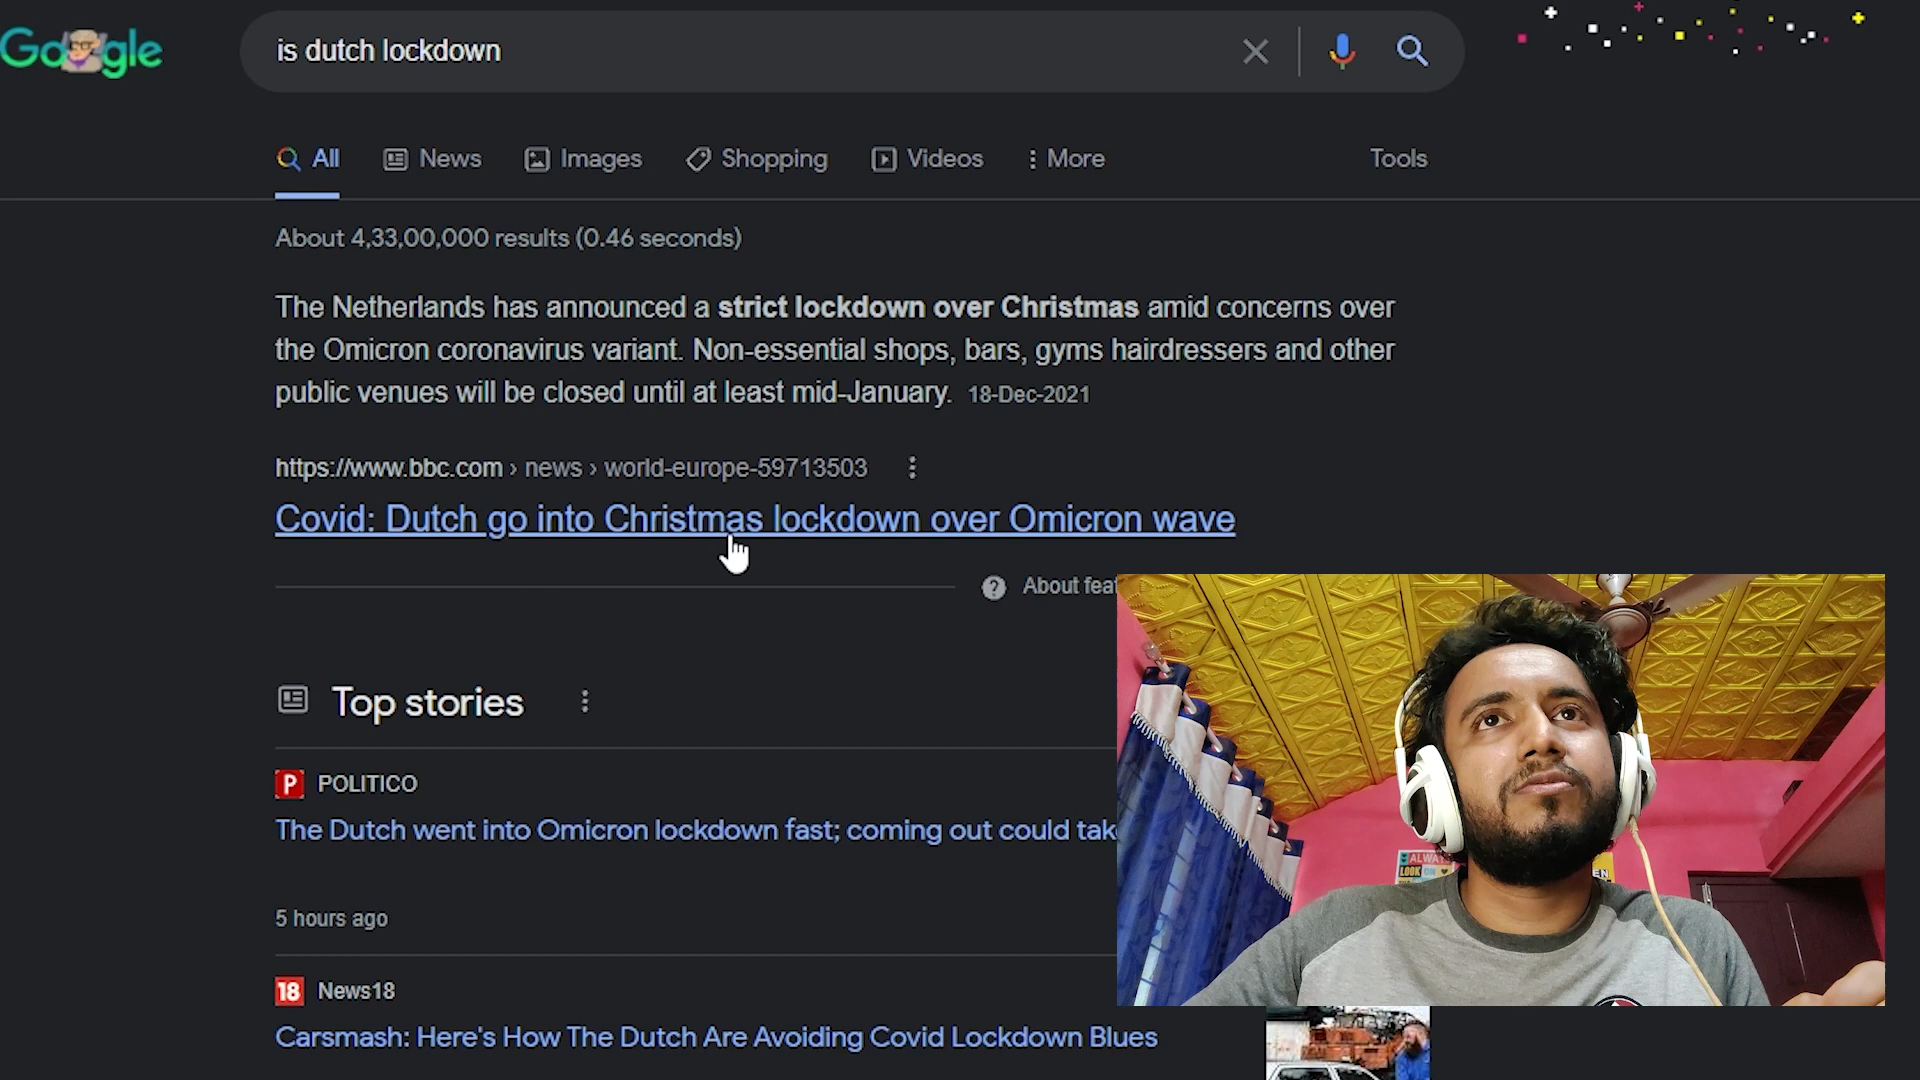 Google
is dutch lockdown
All
News
Images
Shopping
Videos
More
Tools
About 4,33,00,000 results (0.46 seconds)
The Netherlands has announced a strict lockdown over Christmas amid concerns over
the Omicron coronavirus variant. Non-essential shops, bars, gyms hairdressers and other
public venues will be closed until at least mid-January. 18-Dec-2021
https://www.bbc.com › news › world-europe-59713503
Covid: Dutch go into Christmas lockdown over Omicron wave
About
Top stories
P POLITICO
The Dutch went into Omicron lockdown fast; coming out could
5 hours ago
18 News18
Carsmash: Here's How The Dutch Are Avoiding Covid Lockdown Blues
LOOK